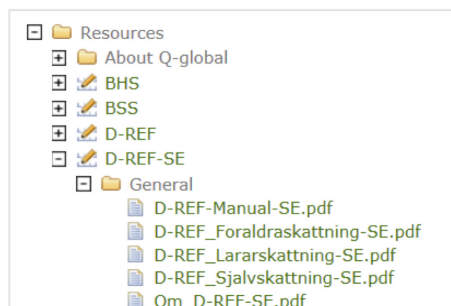 Resources
About Q-global
BHS
BSS
D-REF
D-REF-SE
General
D-REF-Manual-SE.pdf
D-REF_Foraldraskattning-SE.pdf
D-REF_Lararskattning-SE.pdf
D-REF_Sjalvskattning-SE.pdf
Om_D-REF-SE.pdf